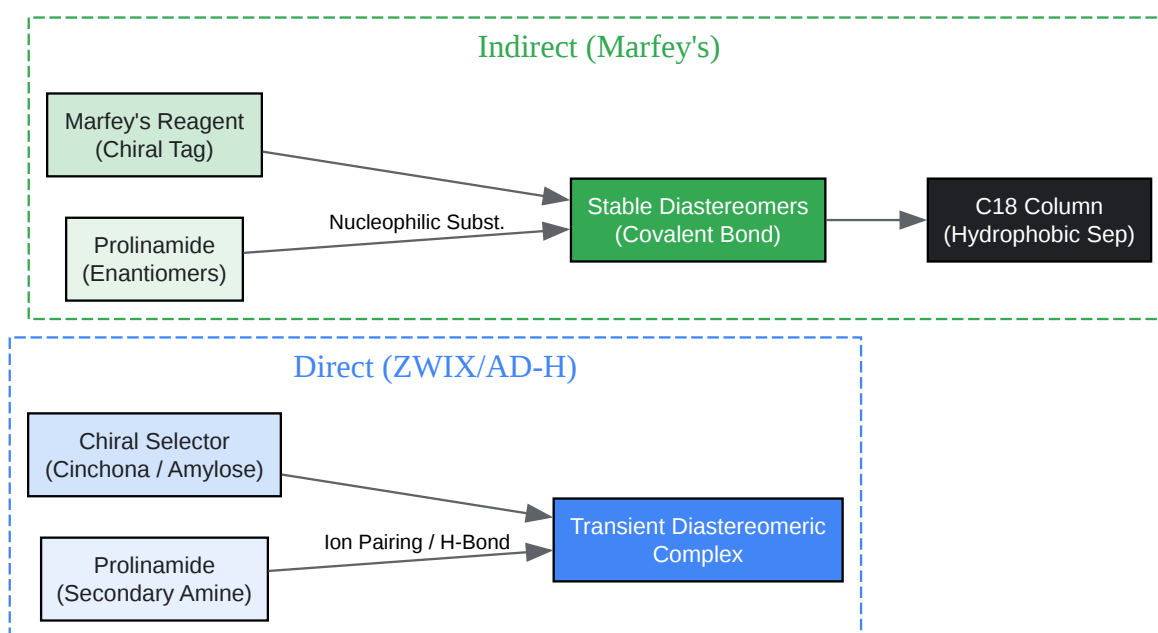 Indirect (Marfey's)
Marfey's Reagent
(Chiral Tag)
Prolinamide
(Enantiomers)
Nucleophilic Subst.
Stable Diastereomers
(Covalent Bond)
C18 Column
(Hydrophobic Sep)
Direct (ZWIX/AD-H)
Chiral Selector
(Cinchona / Amylose)
Prolinamide
(Secondary Amine)
Ion Pairing / H-Bond
Transient Diastereomeric
Complex